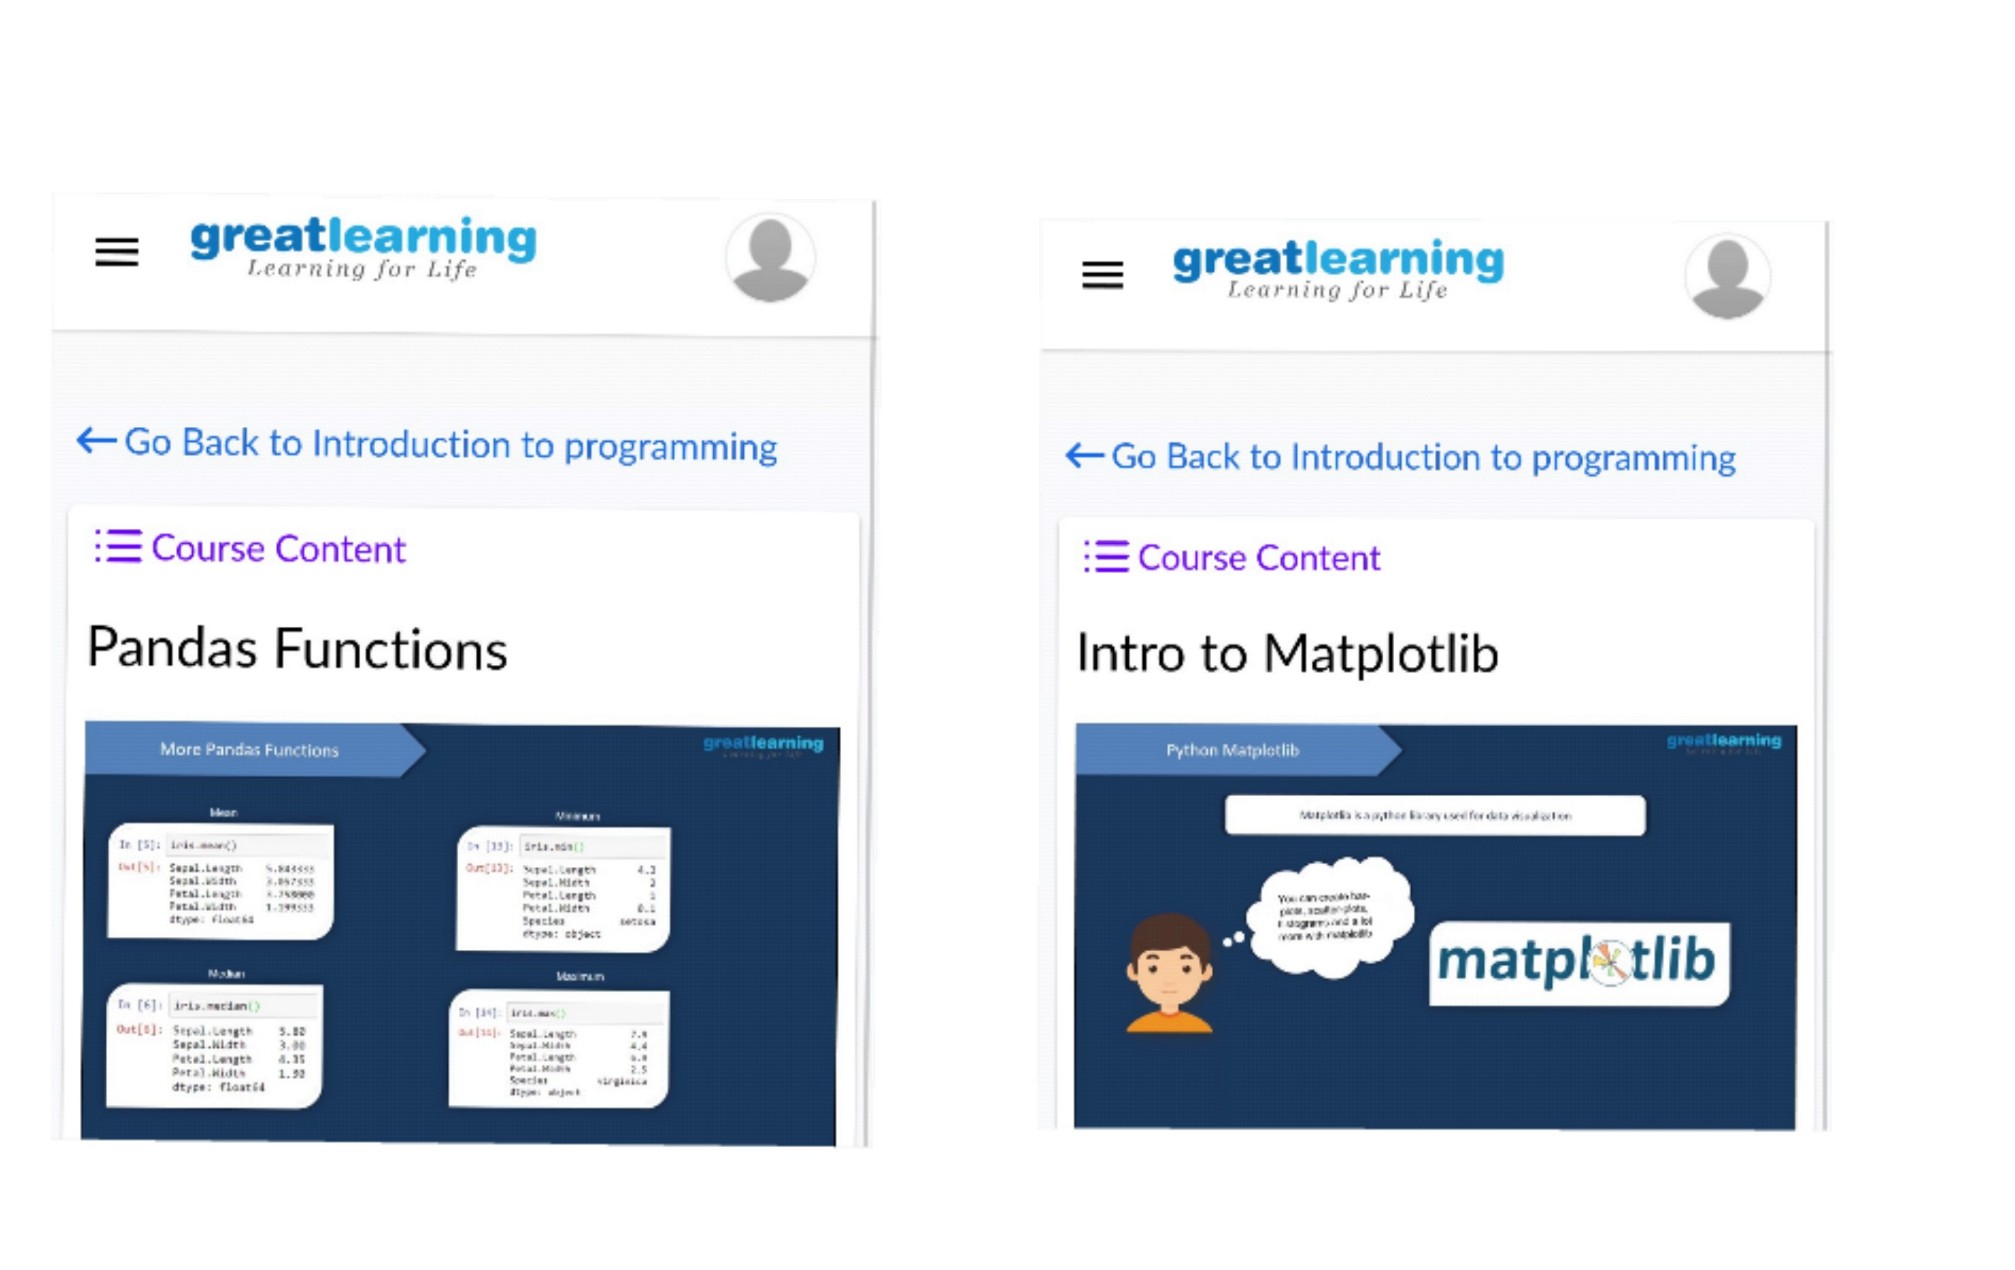 greatlearning
Learning for Life
Go Back to Introduction to programming
Course Content
Pandas Functions
More Pandas Functions
greatlearning
Mean
In [5]: iris.mean()
Out[5]: Sepal.Length 5.843333
Sepal.Width 3.057333
Petal.Length 3.758000
Petal.Width 1.199333
dtype: float64
Minimum
In [13]: iris.min()
Out[13]: Sepal.Length 4.3
Sepal.Width 2
Petal.Length 1
Petal.Width 0.1
Species setosa
dtype: object
Median
In [6]: iris.median()
Out[6]: Sepal.Length 5.80
Sepal.Width 3.00
Petal.Length 4.35
Petal.Width 1.30
dtype: float64
Maximum
In [14]: iris.max()
Out[14]: Sepal.Length 7.9
Sepal.Width 4.4
Petal.Length 6.9
Petal.Width 2.5
Species virginica
dtype: object
greatlearning
Learning for Life
Go Back to Introduction to programming
Course Content
Intro to Matplotlib
Python Matplotlib
greatlearning
Matplotlib is a python library used for data visualization
You can create bar-
plots, scatter-plots,
histograms and a lot
more with matplotlib
matplotlib